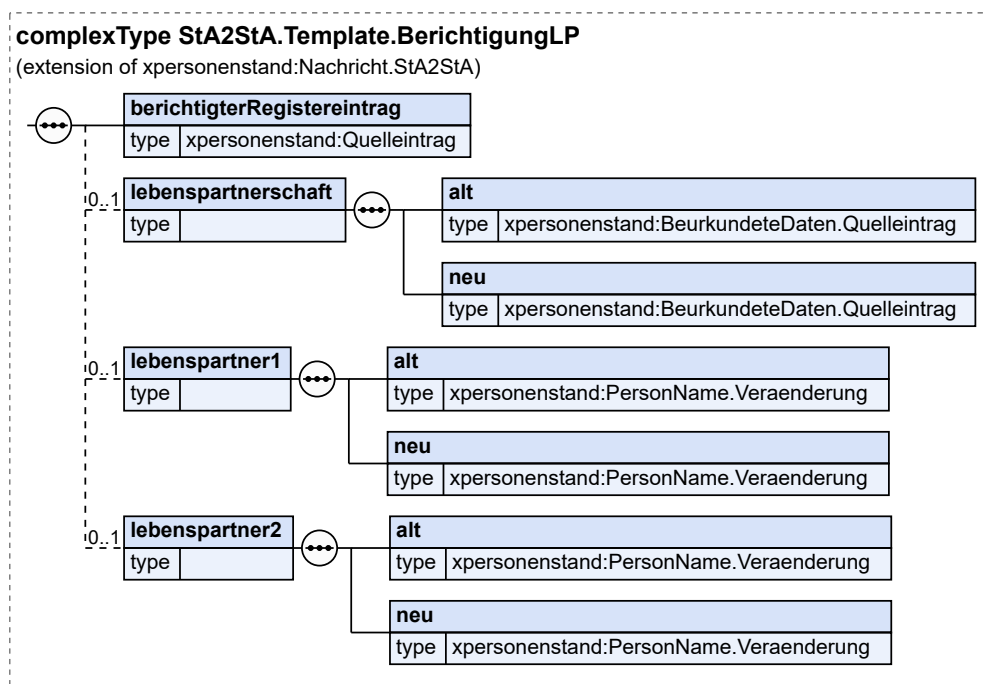 complexType StA2StA.Template.BerichtigungLP
(extension of xpersonenstand:Nachricht.StA2StA)
berichtigterRegistereintrag
type xpersonenstand:Quelleintrag
0..1 lebenspartnerschaft
type
alt
type xpersonenstand:BeurkundeteDaten.Quelleintrag
neu
type xpersonenstand:BeurkundeteDaten.Quelleintrag
0..1 lebenspartner1
type
alt
type xpersonenstand:PersonName.Veraenderung
neu
type xpersonenstand:PersonName.Veraenderung
0..1 lebenspartner2
type
alt
type xpersonenstand:PersonName.Veraenderung
neu
type xpersonenstand:PersonName.Veraenderung